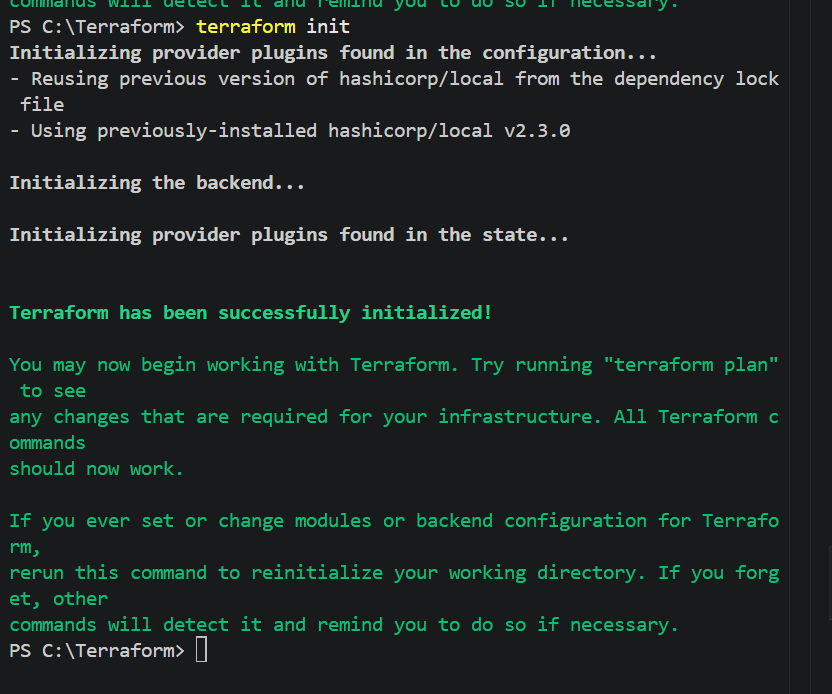 commands will detect it and remind you to do so if necessary.
PS C:\Terraform> terraform init
Initializing provider plugins found in the configuration...
- Reusing previous version of hashicorp/local from the dependency lock
 file
- Using previously-installed hashicorp/local v2.3.0
Initializing the backend...
Initializing provider plugins found in the state...
Terraform has been successfully initialized!
You may now begin working with Terraform. Try running "terraform plan"
 to see
any changes that are required for your infrastructure. All Terraform c
ommands
should now work.
If you ever set or change modules or backend configuration for Terrafo
rm,
rerun this command to reinitialize your working directory. If you forg
et, other
commands will detect it and remind you to do so if necessary.
PS C:\Terraform>